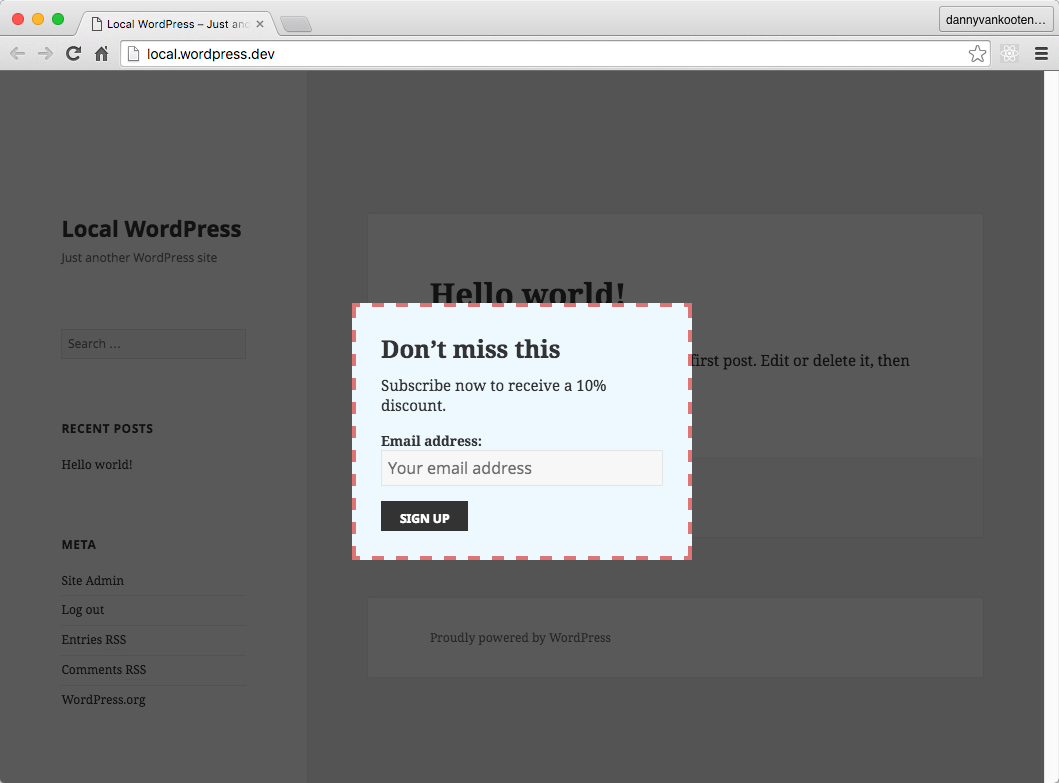 Local WordPress – Just an
dannyvankooten...
local.wordpress.dev
Local WordPress
Just another WordPress site
Search …
RECENT POSTS
Hello world!
META
Site Admin
Log out
Entries RSS
Comments RSS
WordPress.org
Hello world!
first post. Edit or delete it, then
Don’t miss this
Subscribe now to receive a 10%
discount.
Email address:
Your email address
SIGN UP
Proudly powered by WordPress